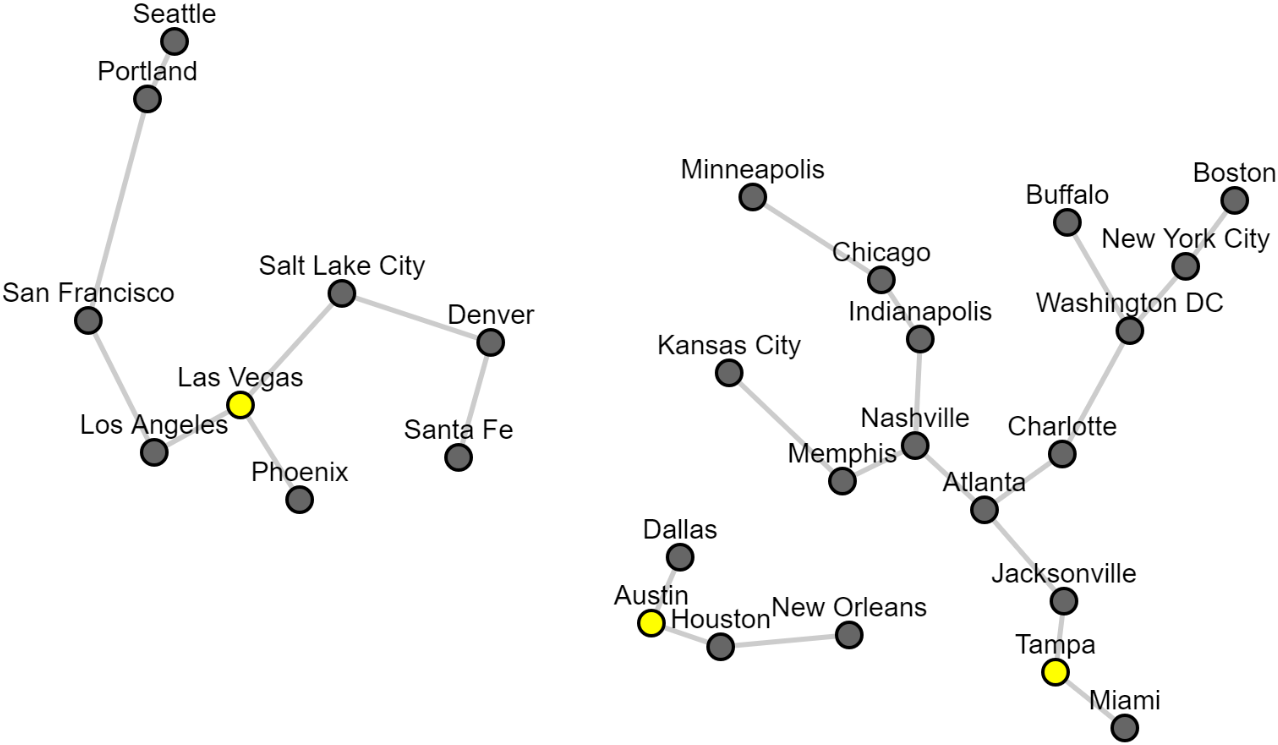 Seattle
Portland
Minneapolis
Boston
Buffalo
New York City
Chicago
Salt Lake City
San Francisco
Washington DC
Indianapolis
Denver
Kansas City
Las Vegas
Nashville
Los Angeles
Charlotte
Santa Fe
Memphis
Phoenix
Atlanta
Dallas
Jacksonville
Austin
New Orleans
Houston
Tampa
Miami